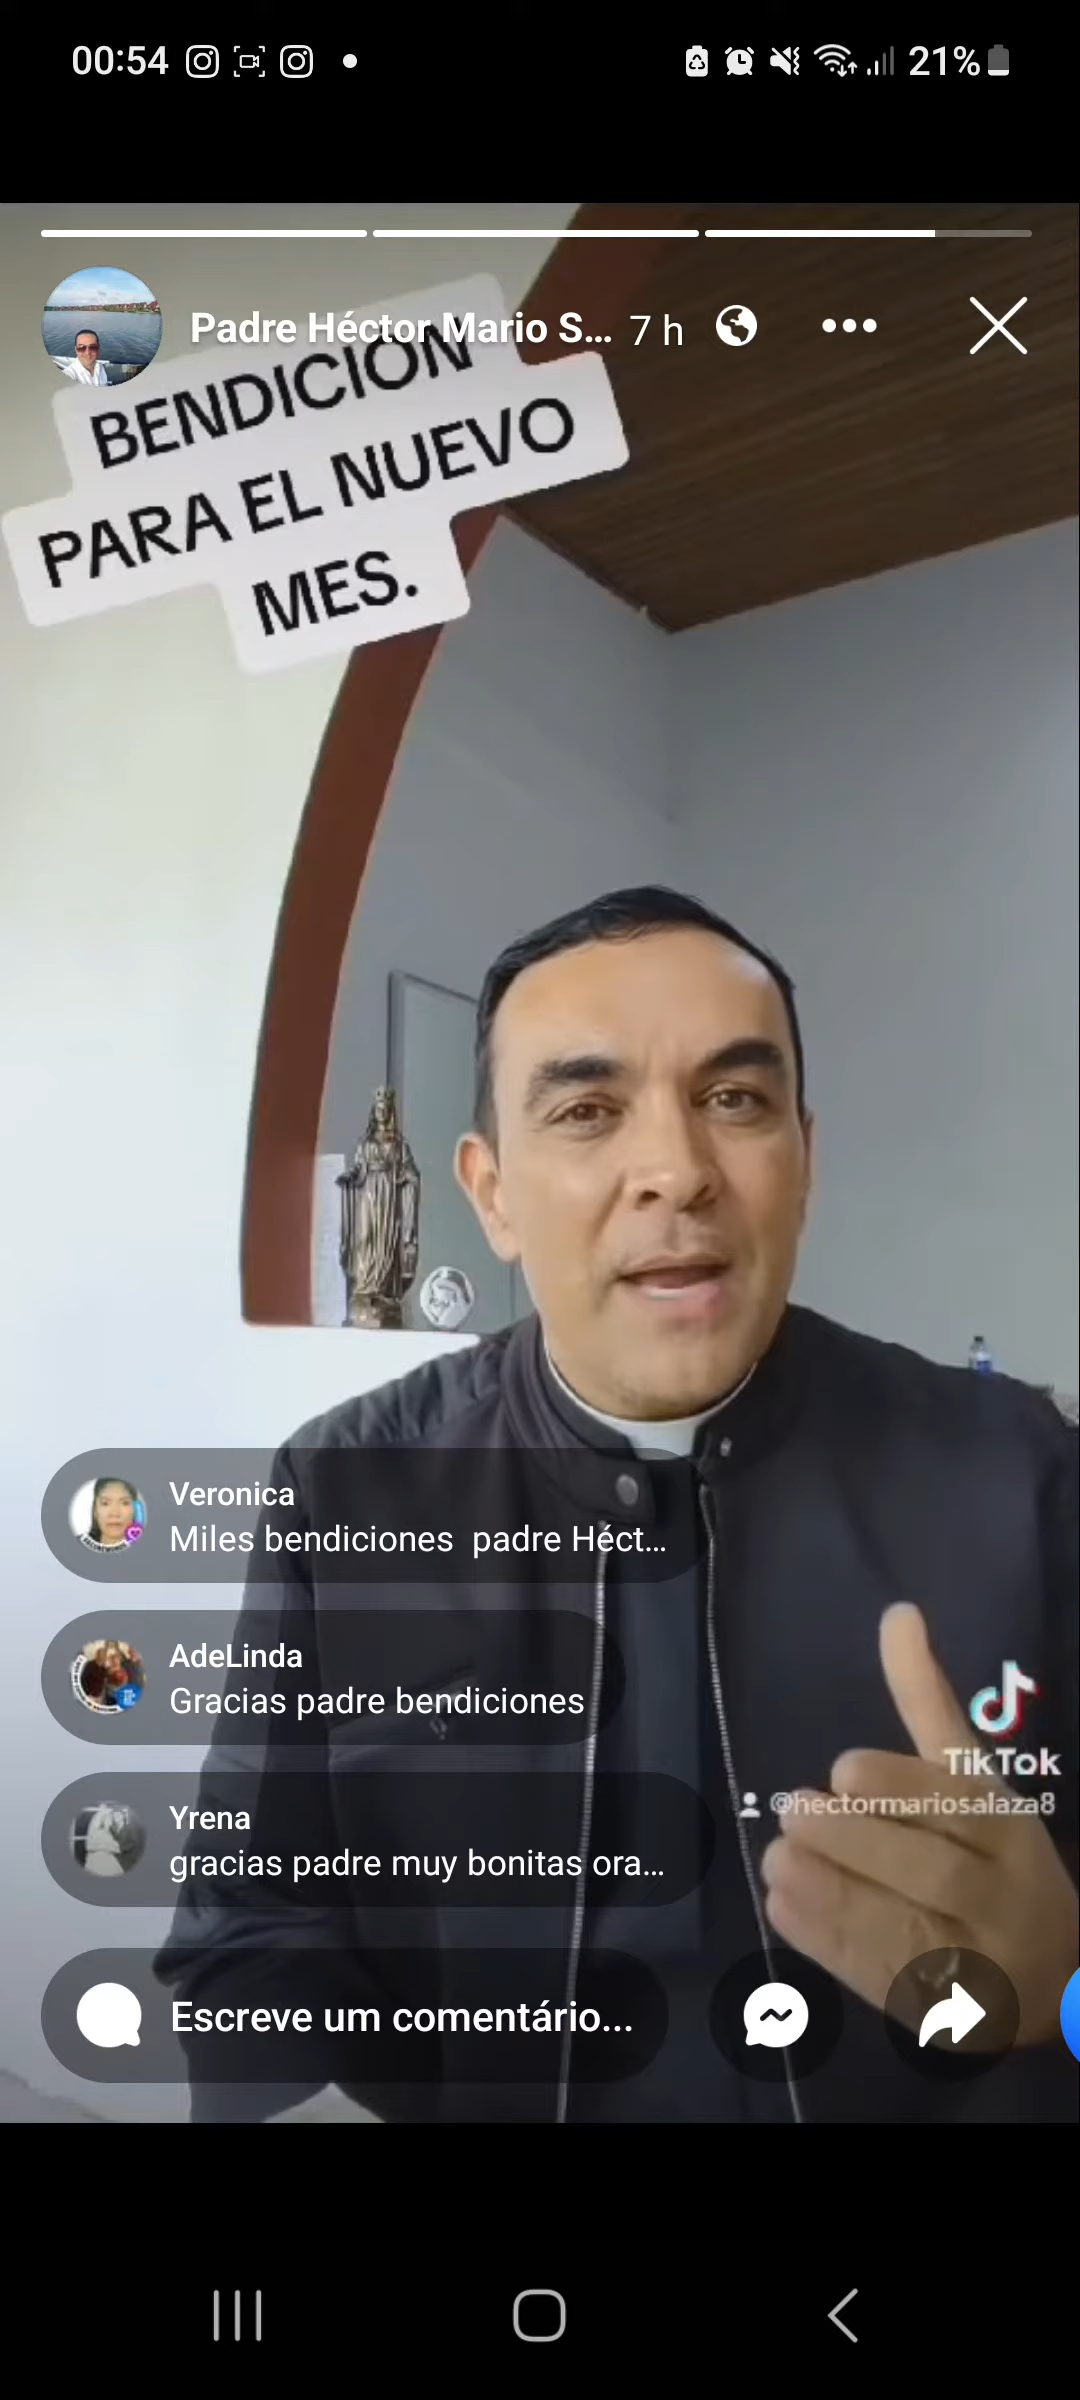 00:54
21%
Padre Héctor Mario S... 7 h
BENDICION
PARA EL NUEVO
MES.
Veronica
Miles bendiciones padre Héct...
AdeLinda
Gracias padre bendiciones
Yrena
gracias padre muy bonitas ora...
TikTok
@hectormariosalaza8
Escreve um comentário...